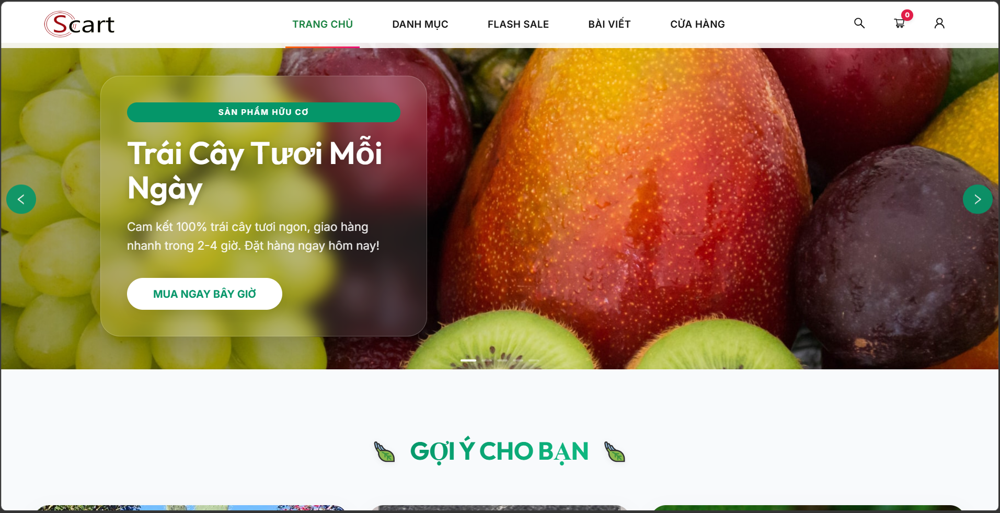 Scart
TRANG CHỦ
DANH MỤC
FLASH SALE
BÀI VIẾT
CỬA HÀNG
0
SẢN PHẨM HỮU CƠ
Trái Cây Tươi Mỗi
Ngày
Cam kết 100% trái cây tươi ngon, giao hàng
nhanh trong 2-4 giờ. Đặt hàng ngay hôm nay!
MUA NGAY BÂY GIỜ
GỢI Ý CHO BẠN